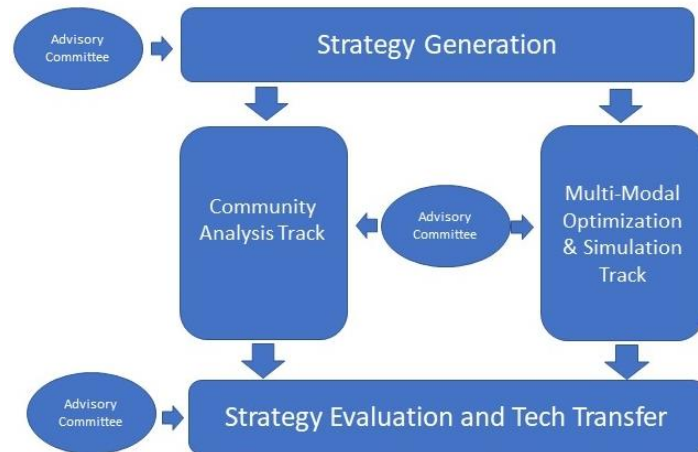 Advisory
Committee
Strategy Generation
Community
Analysis Track
Advisory
Committee
Multi-Modal
Optimization
& Simulation
Track
Advisory
Committee
Strategy Evaluation and Tech Transfer